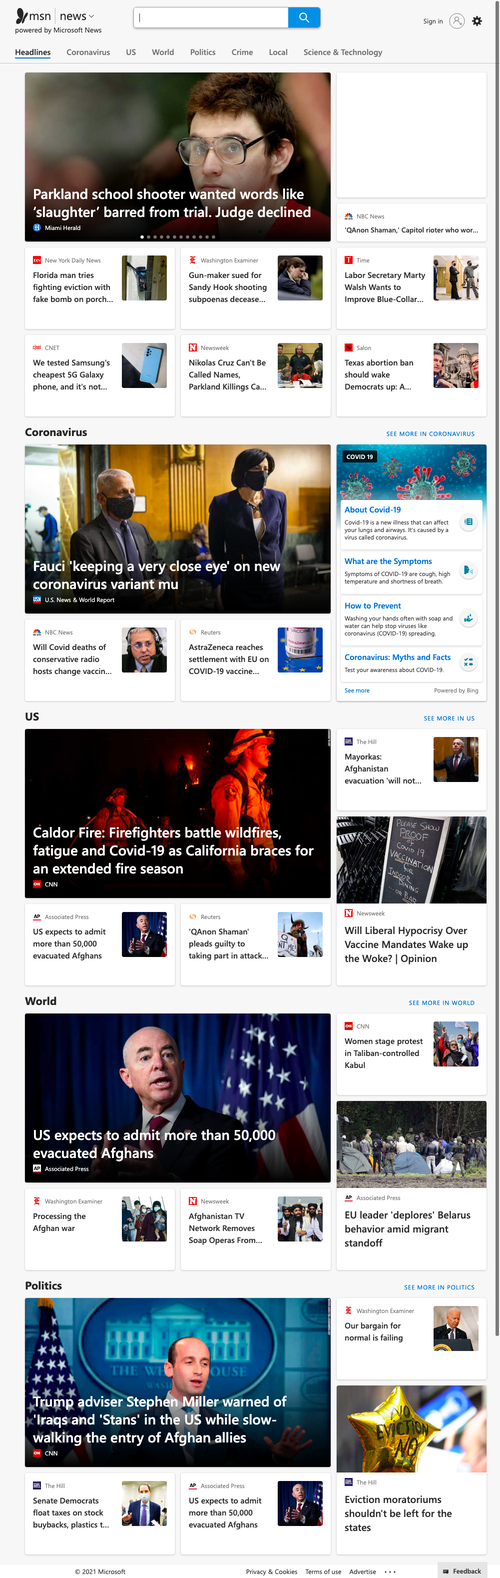 msn | news
powered by Microsoft News
Sign in
Headlines Coronavirus US World Politics Crime Local Science & Technology
Parkland school shooter wanted words like
‘slaughter’ barred from trial. Judge declined
Miami Herald
NBC News
'QAnon Shaman,' Capitol rioter who wor...
New York Daily News
Florida man tries
fighting eviction with
fake bomb on porch...
Washington Examiner
Gun-maker sued for
Sandy Hook shooting
subpoenas decease...
Time
Labor Secretary Marty
Walsh Wants to
Improve Blue-Collar...
CNET
We tested Samsung's
cheapest 5G Galaxy
phone, and it's not...
Newsweek
Nikolas Cruz Can't Be
Called Names,
Parkland Killings Ca...
Salon
Texas abortion ban
should wake
Democrats up: A...
Coronavirus
SEE MORE IN CORONAVIRUS
Fauci 'keeping a very close eye' on new
coronavirus variant mu
U.S. News & World Report
COVID 19
About Covid-19
Covid-19 is a new illness that can affect
your lungs and airways. It's caused by a
virus called coronavirus.
What are the Symptoms
Symptoms of COVID-19 are cough, high
temperature and shortness of breath.
How to Prevent
Washing your hands often with soap and
water can help stop viruses like
coronavirus (COVID-19) spreading.
Coronavirus: Myths and Facts
Test your awareness about COVID-19.
See more
Powered by Bing
NBC News
Will Covid deaths of
conservative radio
hosts change vaccin...
Reuters
AstraZeneca reaches
settlement with EU on
COVID-19 vaccine...
US
SEE MORE IN US
Caldor Fire: Firefighters battle wildfires,
fatigue and Covid-19 as California braces for
an extended fire season
CNN
The Hill
Mayorkas:
Afghanistan
evacuation 'will not...
PLEASE SHOW
PROOF
OF
COVID 19
VACCINATION
INDOOR
DINING
Newsweek
Will Liberal Hypocrisy Over
Vaccine Mandates Wake up
the Woke? | Opinion
AP Associated Press
US expects to admit
more than 50,000
evacuated Afghans
Reuters
'QAnon Shaman'
pleads guilty to
taking part in attack...
World
SEE MORE IN WORLD
US expects to admit more than 50,000
evacuated Afghans
AP Associated Press
CNN
Women stage protest
in Taliban-controlled
Kabul
AP Associated Press
EU leader 'deplores' Belarus
behavior amid migrant
standoff
Washington Examiner
Processing the
Afghan war
Newsweek
Afghanistan TV
Network Removes
Soap Operas From...
Politics
SEE MORE IN POLITICS
THE WHITE HOUSE
Trump adviser Stephen Miller warned of
'Iraqs and 'Stans' in the US while slow-
walking the entry of Afghan allies
CNN
Washington Examiner
Our bargain for
normal is failing
NO
EVICTION
NO
The Hill
Eviction moratoriums
shouldn't be left for the
states
The Hill
Senate Democrats
float taxes on stock
buybacks, plastics t...
AP Associated Press
US expects to admit
more than 50,000
evacuated Afghans
© 2021 Microsoft
Privacy & Cookies Terms of use Advertise ...
Feedback